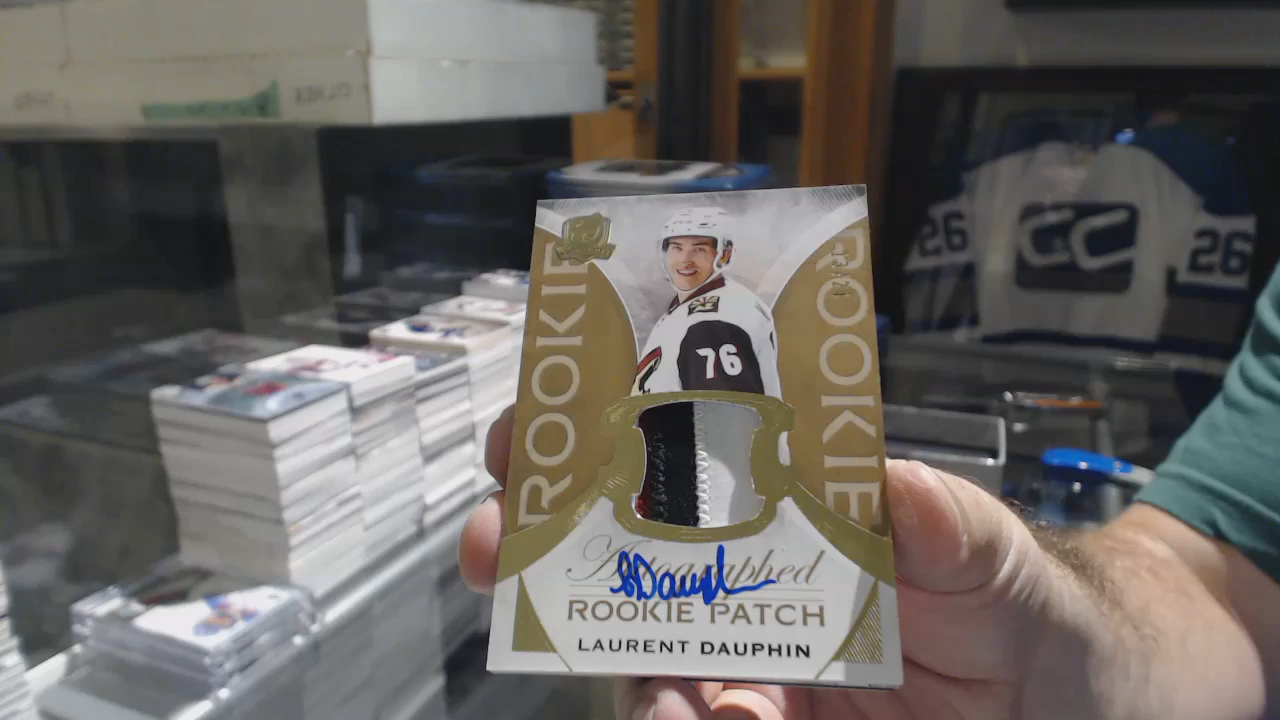 ROOKIE
ROOKIE
76
Autographed
ROOKIE PATCH
LAURENT DAUPHIN
26
26